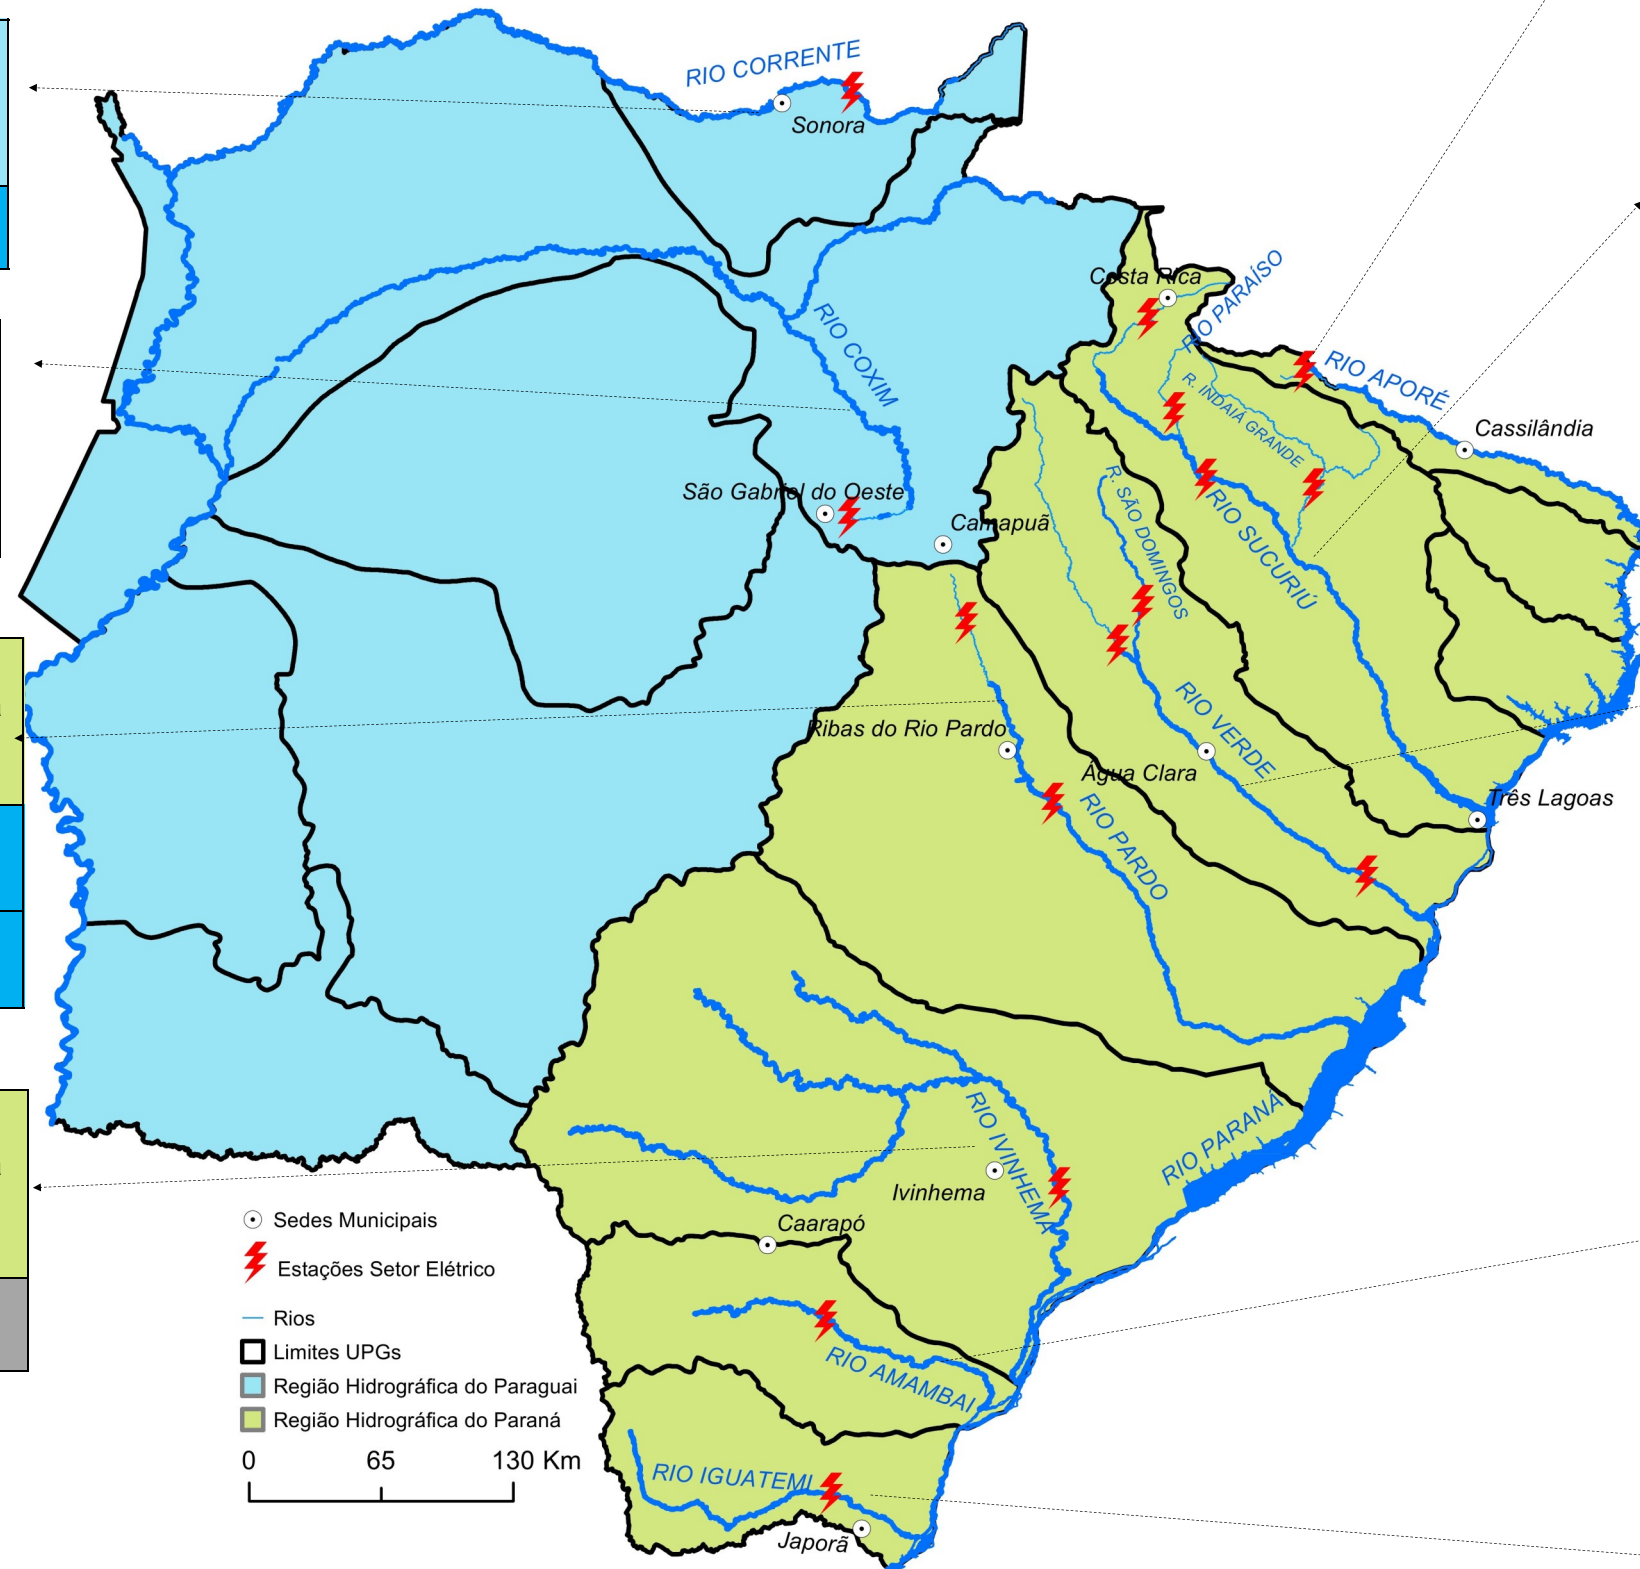 RIO CORRENTE
Sonora
Costa Rica
RIO PARAÍSO
RIO COXIM
RIO APORÉ
R. INDAIÁ GRANDE
Cassilândia
São Gabriel do Oeste
Camapuã
R. SÃO DOMINGOS
RIO SUCURIÚ
Ribas do Rio Pardo
RIO VERDE
Água Clara
Três Lagoas
RIO PARDO
RIO IVINHEMA
RIO PARANÁ
Ivinhema
Caarapó
Sedes Municipais
Estações Setor Elétrico
Rios
Limites UPGs
Região Hidrográfica do Paraguai
Região Hidrográfica do Paraná
0 65 130 Km
RIO AMAMBAI
RIO IGUATEMI
Japorã